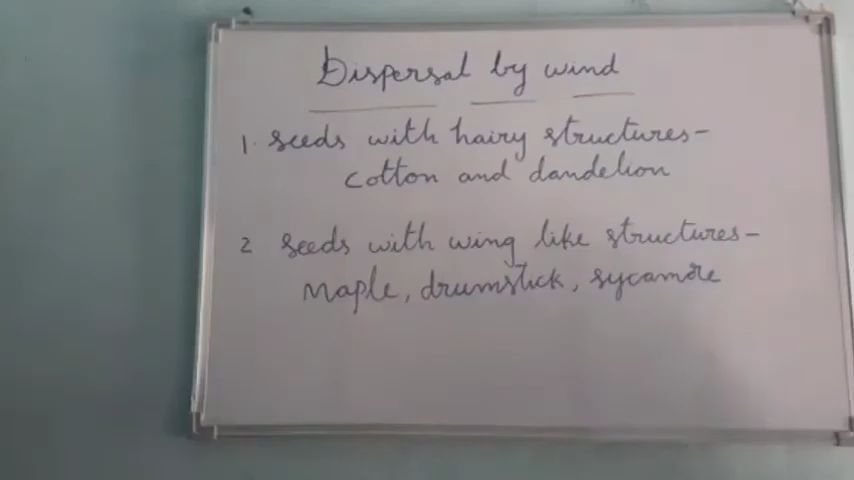 Dispersal by wind
1. seeds with hairy structures-
cotton and dandelion
2 seeds with wing like structures-
Maple, drumstick, sycamore